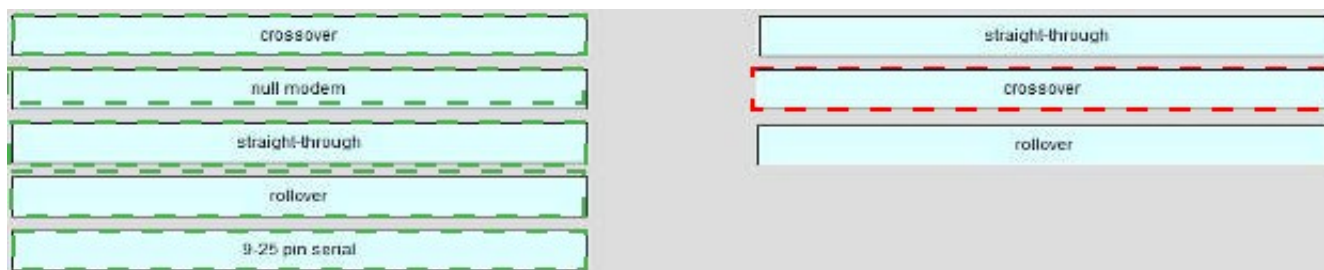 crossover
null modem
straight-through
rollover
9-25 pin serial
straight-through
crossover
rollover